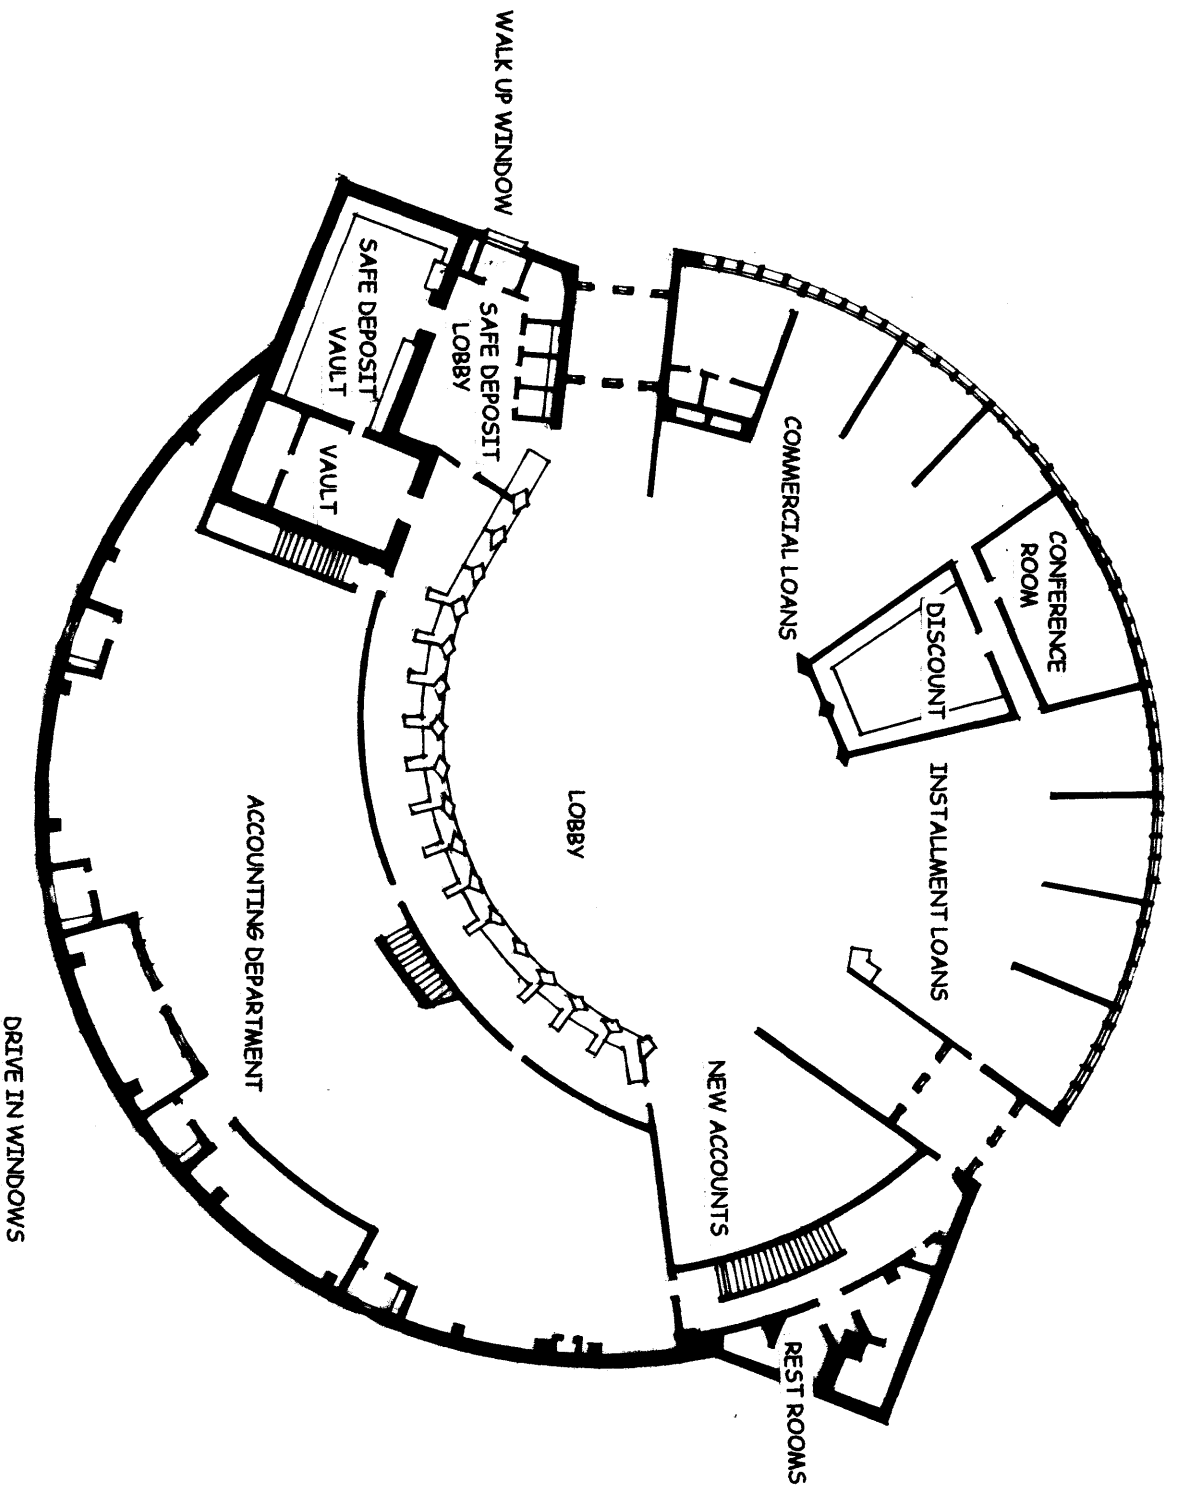 CONFERENCE
ROOM
DISCOUNT
INSTALLMENT LOANS
COMMERCIAL LOANS
REST ROOMS
NEW ACCOUNTS
LOBBY
WALK UP WINDOW
SAFE DEPOSIT
LOBBY
SAFE DEPOSIT
VAULT
VAULT
ACCOUNTING DEPARTMENT
DRIVE IN WINDOWS